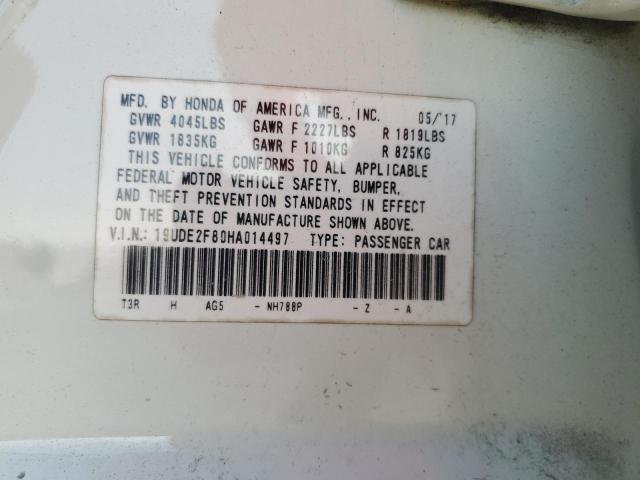 MFD. BY HONDA OF AMERICA MFG., INC. 05/'17
GVWR 4045LBS GAWR F 2227LBS R 1819LBS
GVWR 1835KG GAWR F 1010KG R 825KG
THIS VEHICLE CONFORMS TO ALL APPLICABLE
FEDERAL MOTOR VEHICLE SAFETY, BUMPER,
AND THEFT PREVENTION STANDARDS IN EFFECT
ON THE DATE OF MANUFACTURE SHOWN ABOVE.
V.I.N.: 19UDE2F80HA014497 TYPE: PASSENGER CAR
T3R H AG5 - NH788P - Z - A